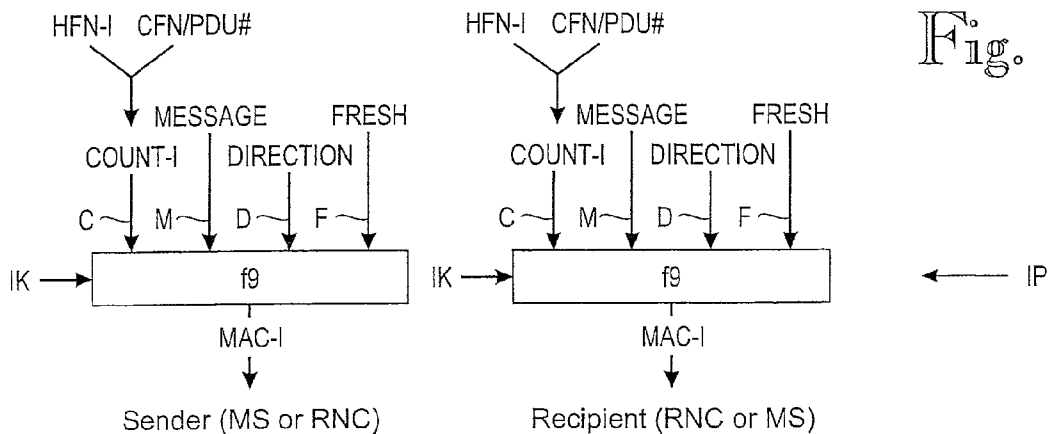 HFN-I CFN/PDU# HFN-I CFN/PDU# Fig.
MESSAGE FRESH MESSAGE FRESH
COUNT-I DIRECTION COUNT-I DIRECTION
C M D F C M D F
IK f9 IK f9 IP
MAC-I MAC-I
Sender (MS or RNC) Recipient (RNC or MS)